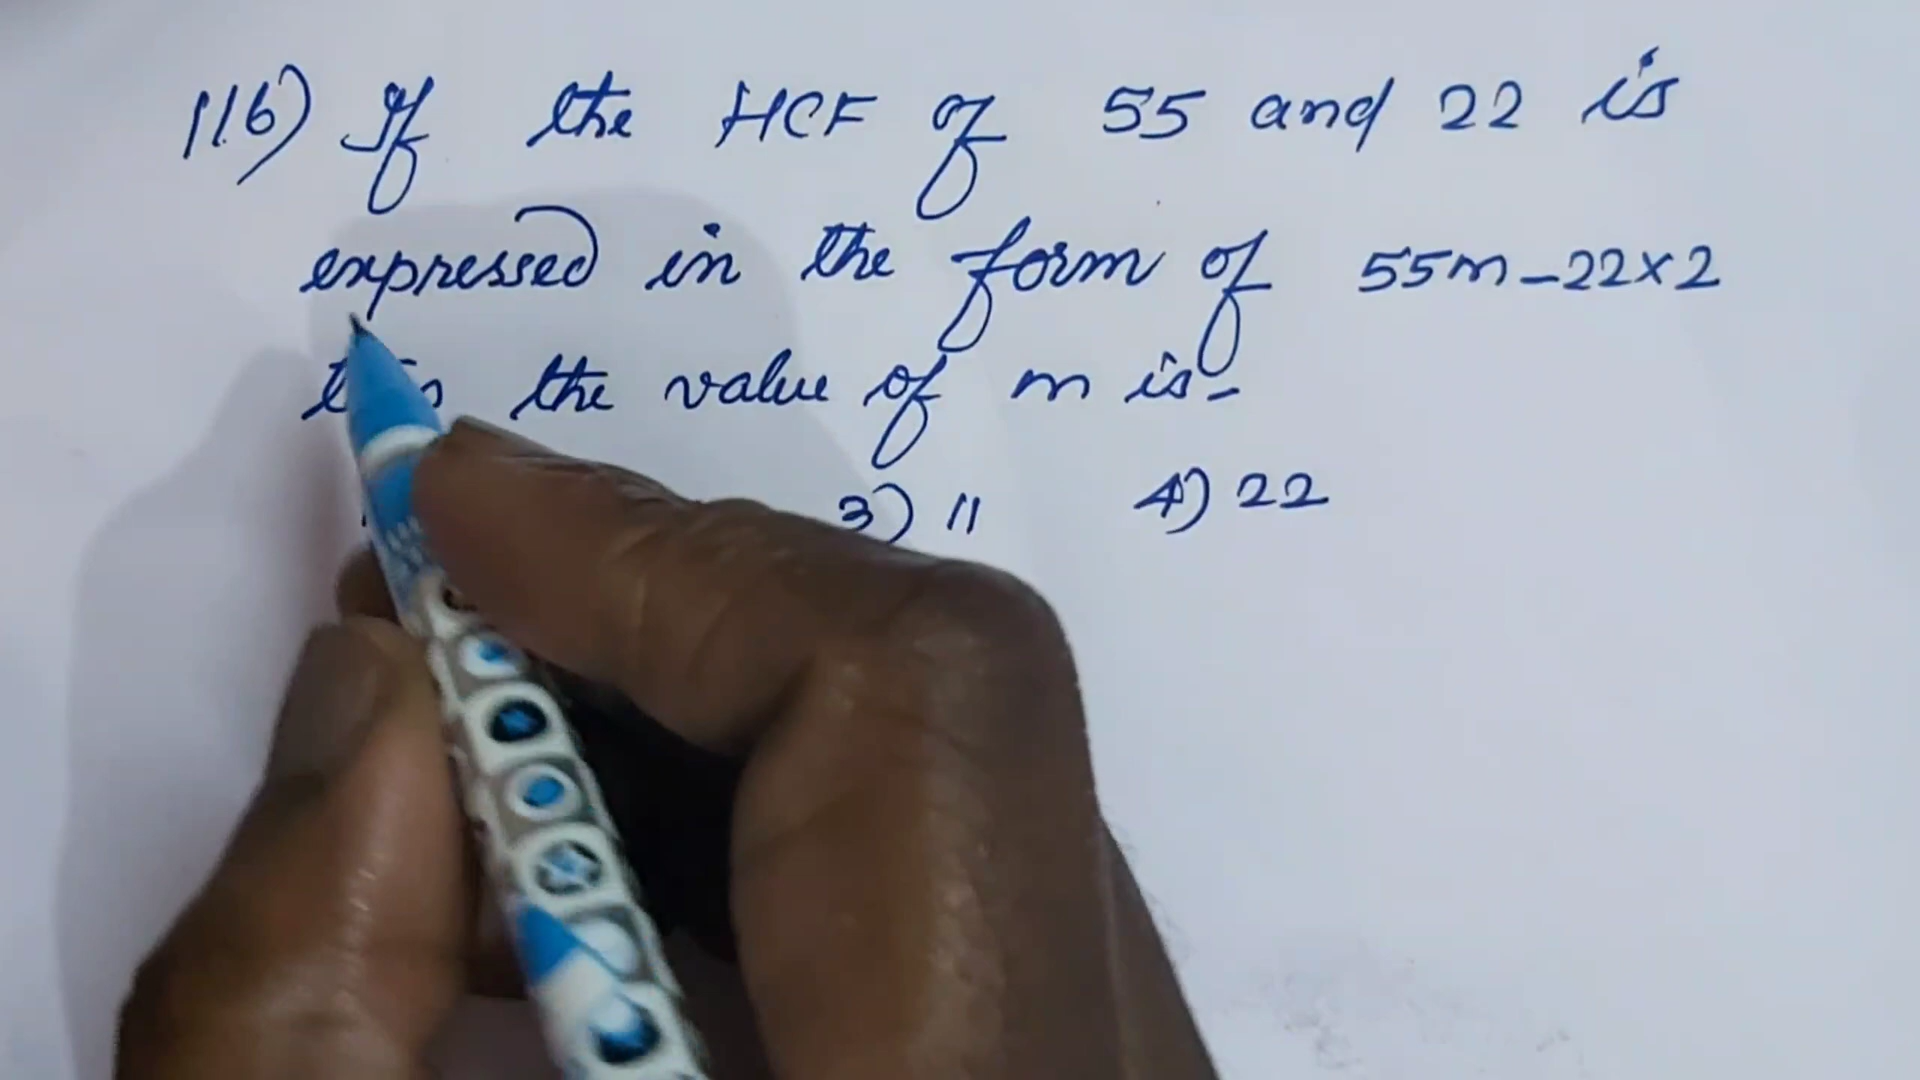 116) If the HCF of 55 and 22 is
expressed in the form of 55m-22x2
the value of m is-
3) 11 4) 22